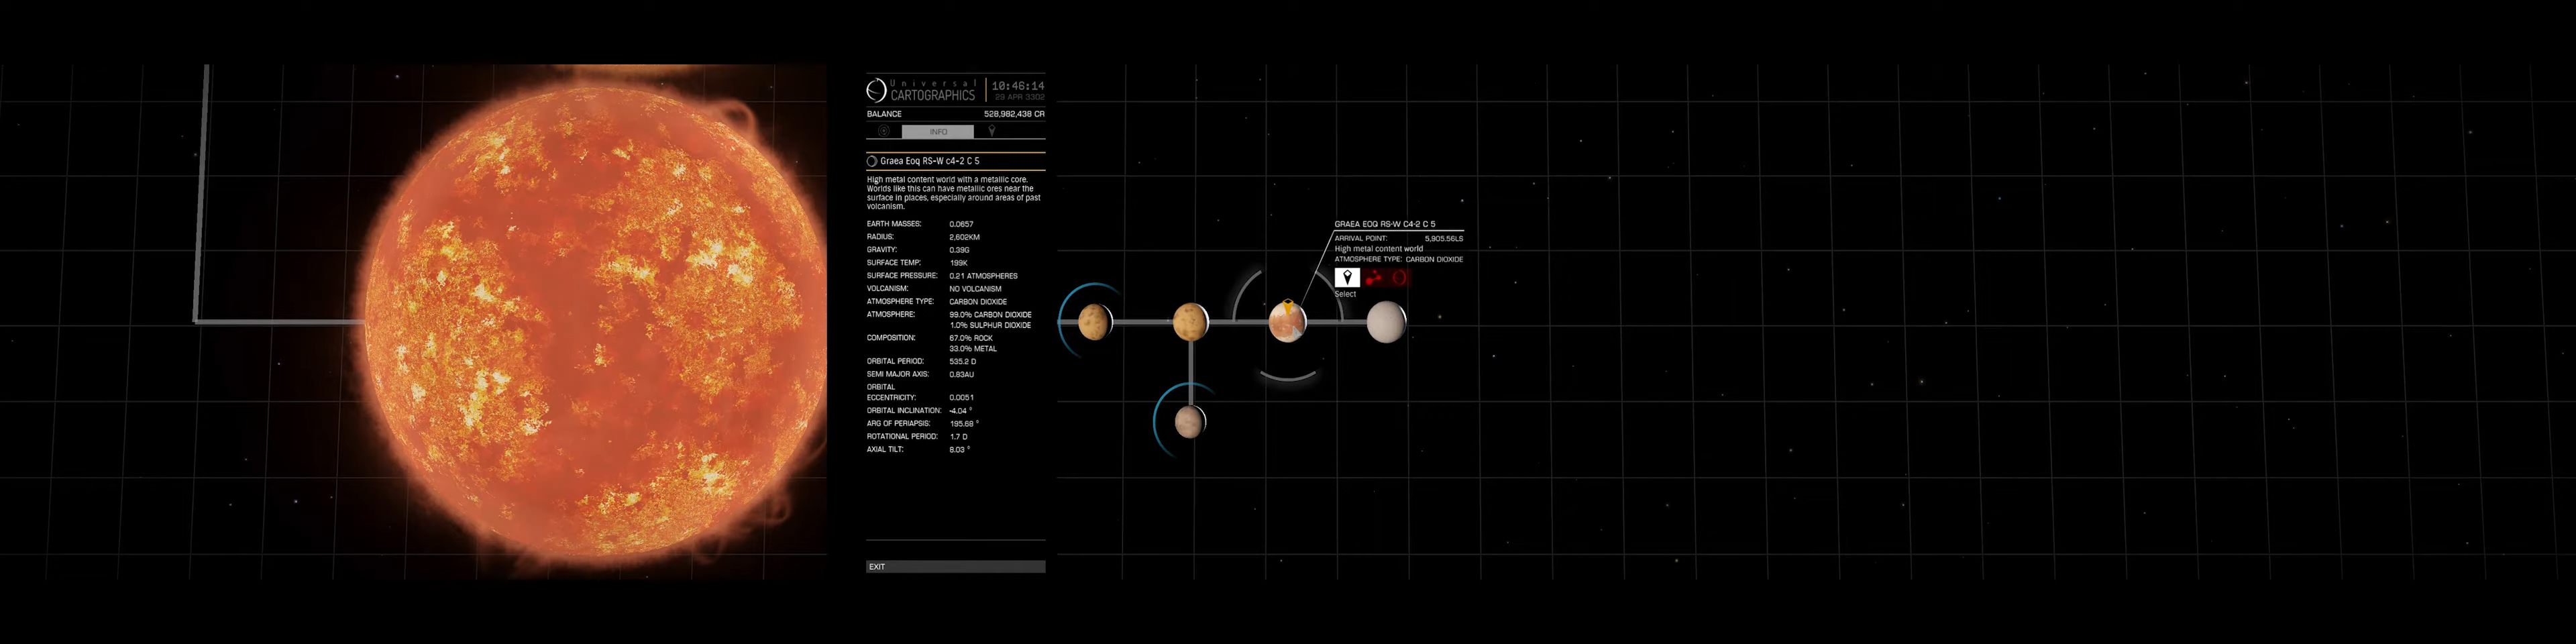 Universal
CARTOGRAPHICS
10:46:14
29 APR 3302
BALANCE 528,982,438 CR
INFO
Graea Eoq RS-W c4-2 C 5
High metal content world with a metallic core.
Worlds like this can have metallic ores near the
surface in places, especially around areas of past
volcanism.
EARTH MASSES: 0.0657
RADIUS: 2,602KM
GRAVITY: 0.39G
SURFACE TEMP: 199K
SURFACE PRESSURE: 0.21 ATMOSPHERES
VOLCANISM: NO VOLCANISM
ATMOSPHERE TYPE: CARBON DIOXIDE
ATMOSPHERE: 99.0% CARBON DIOXIDE
1.0% SULPHUR DIOXIDE
COMPOSITION: 67.0% ROCK
33.0% METAL
ORBITAL PERIOD: 535.2 D
SEMI MAJOR AXIS: 0.83AU
ORBITAL
ECCENTRICITY: 0.0051
ORBITAL INCLINATION: -4.04 °
ARG OF PERIAPSIS: 195.68 °
ROTATIONAL PERIOD: 1.7 D
AXIAL TILT: 8.03 °
EXIT
GRAEA EOQ RS-W C4-2 C 5
ARRIVAL POINT: 5,905.56LS
High metal content world
ATMOSPHERE TYPE: CARBON DIOXIDE
Select